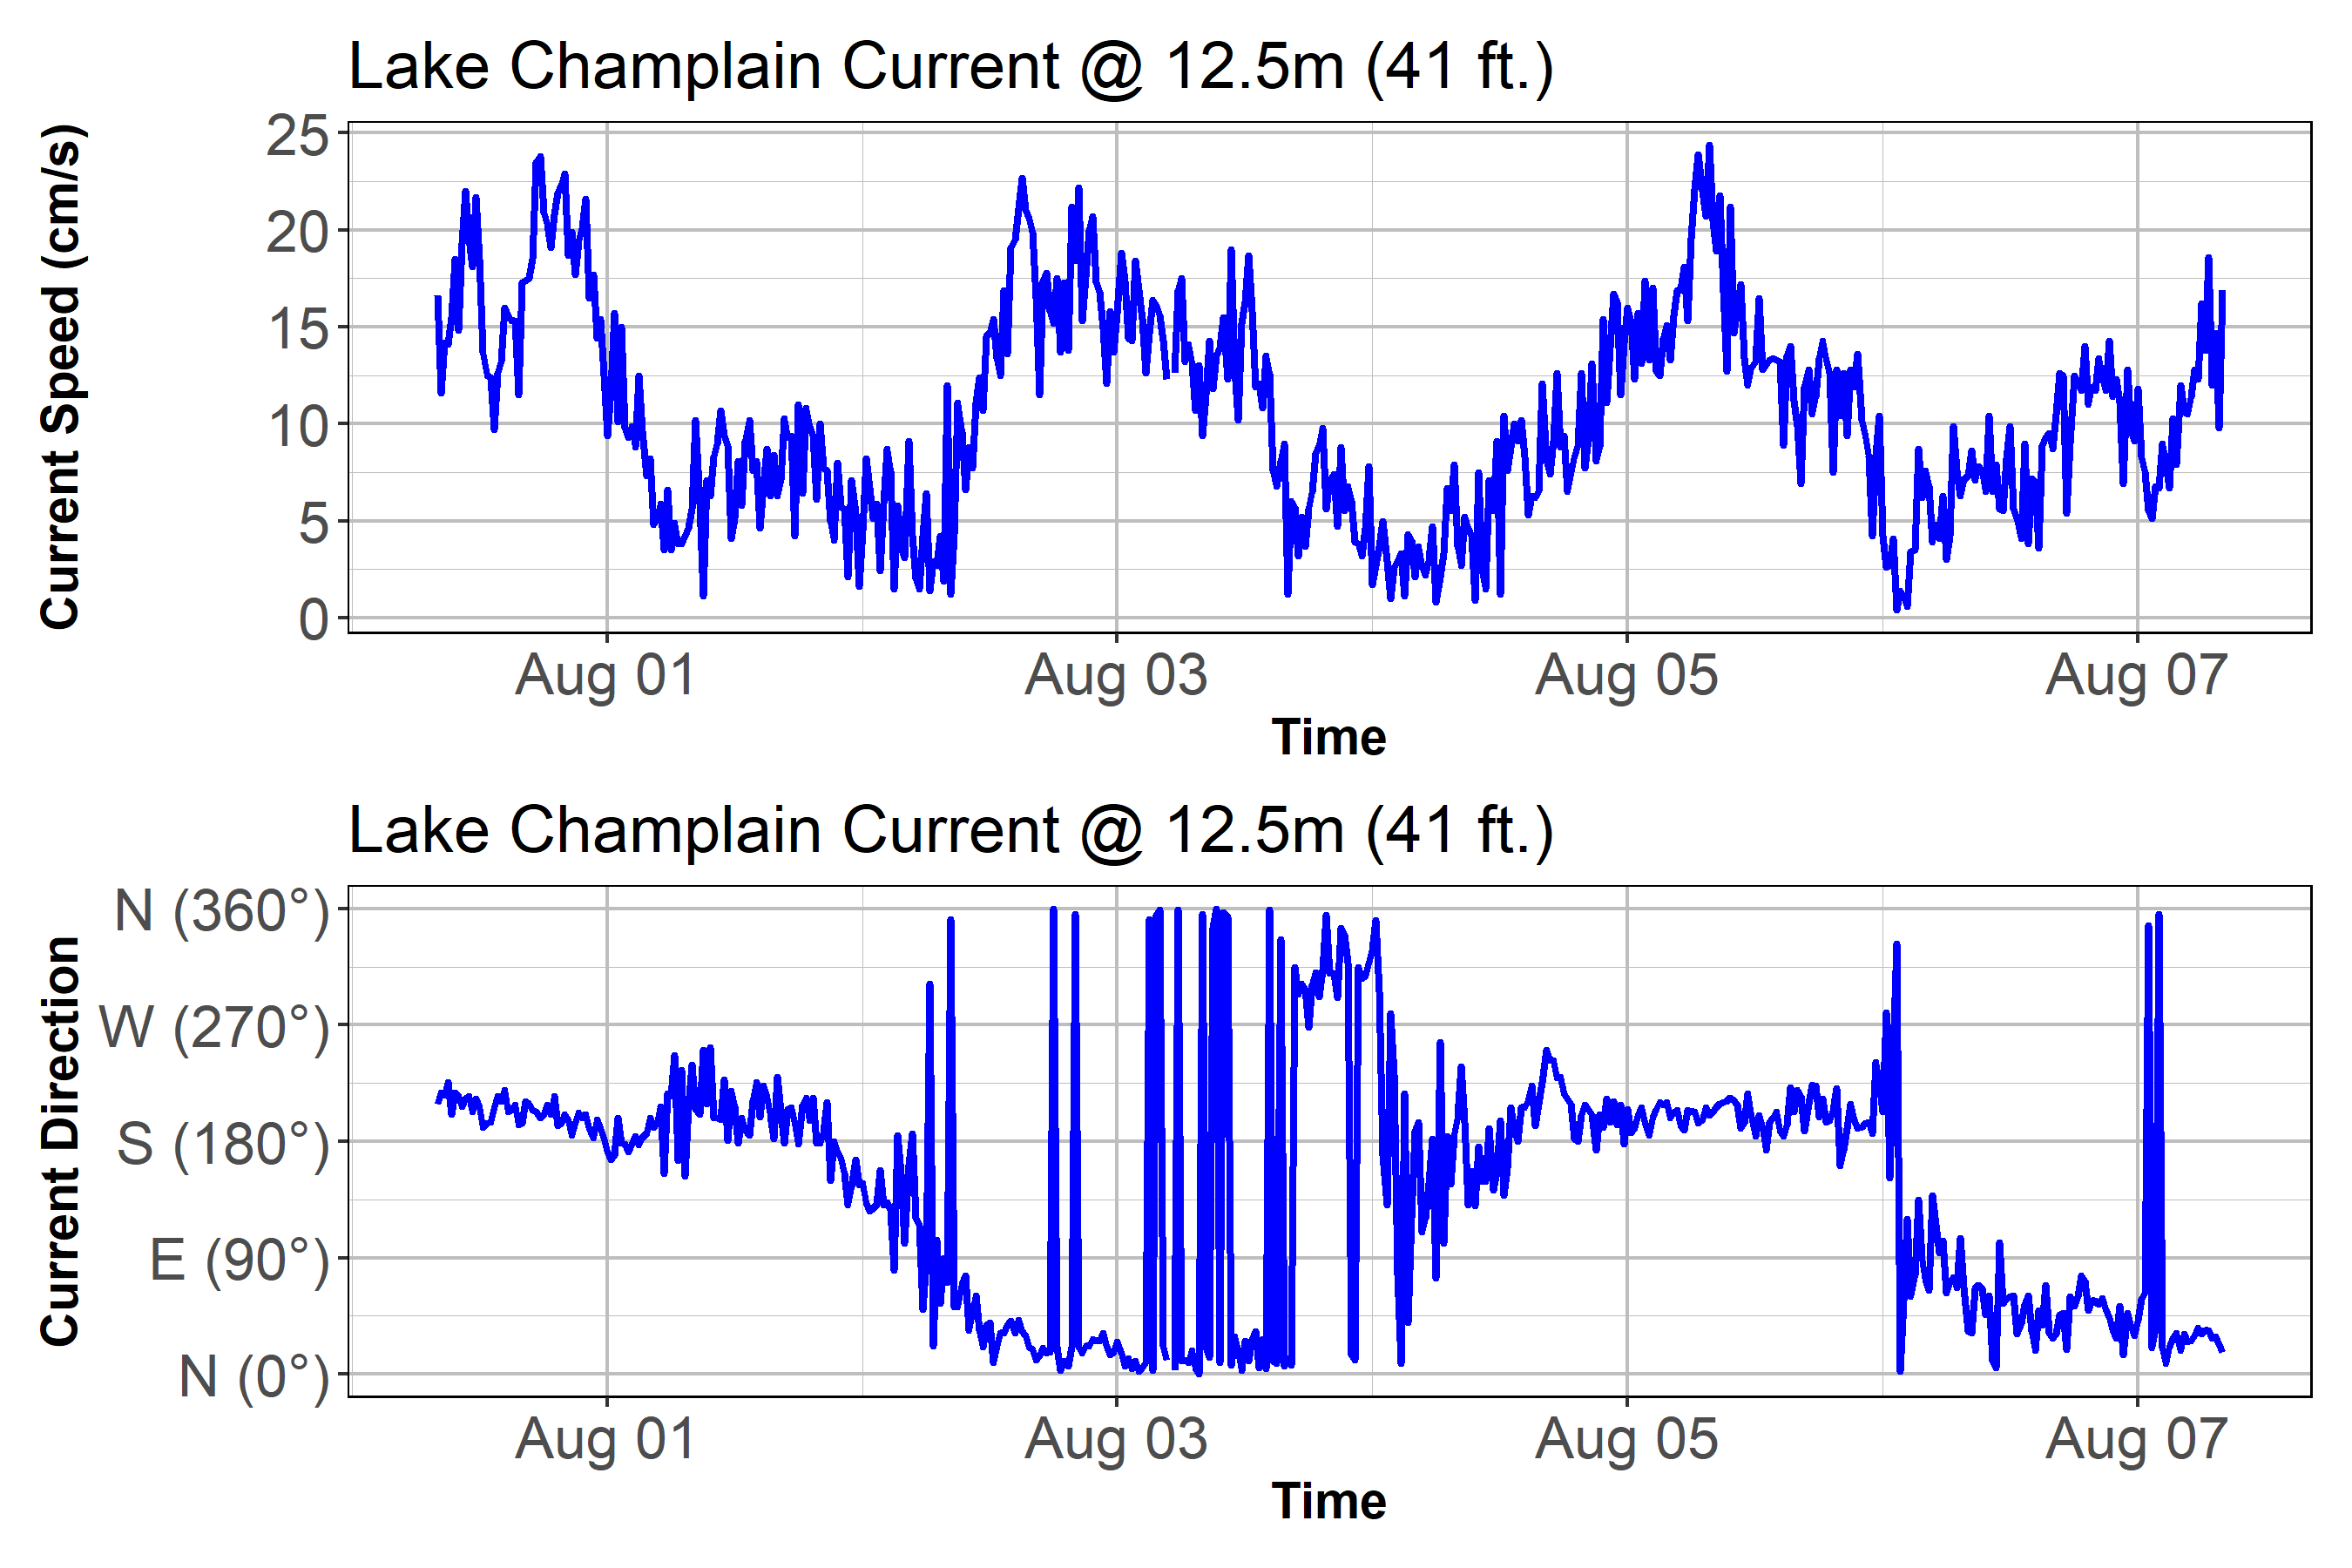 Lake Champlain Current @ 12.5m (41 ft.)
Current Speed (cm/s)
25
20
15
10
5
0
Aug 01 Aug 03 Aug 05 Aug 07
Time
Lake Champlain Current @ 12.5m (41 ft.)
Current Direction
N (360°)
W (270°)
S (180°)
E (90°)
N (0°)
Aug 01 Aug 03 Aug 05 Aug 07
Time